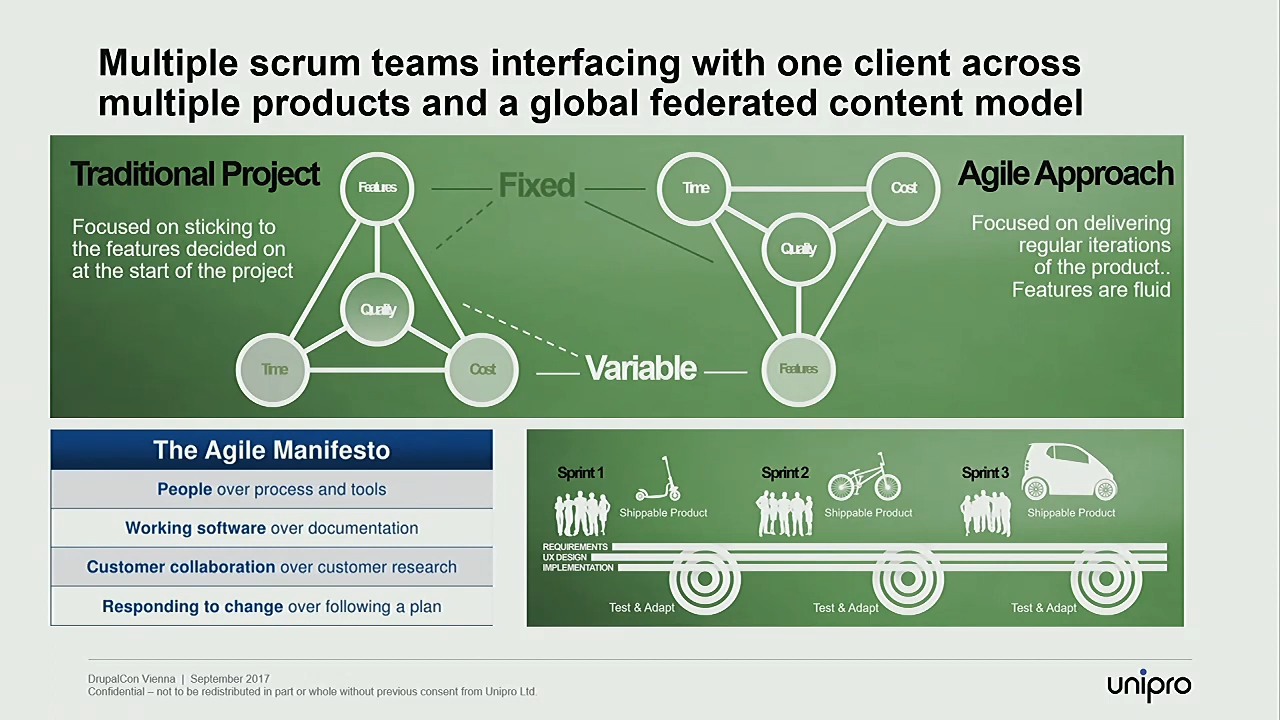 Multiple scrum teams interfacing with one client across
multiple products and a global federated content model
Traditional Project
Focused on sticking to
the features decided on
at the start of the project
Features
Quality
Time
Cost
Fixed
Variable
Time
Cost
Quality
Features
Agile Approach
Focused on delivering
regular iterations
of the product..
Features are fluid
The Agile Manifesto
People over process and tools
Working software over documentation
Customer collaboration over customer research
Responding to change over following a plan
Sprint 1
Shippable Product
Sprint 2
Shippable Product
Sprint 3
Shippable Product
REQUIREMENTS
UX DESIGN
IMPLEMENTATION
Test & Adapt
Test & Adapt
Test & Adapt
DrupalCon Vienna | September 2017
Confidential – not to be redistributed in part or whole without previous consent from Unipro Ltd.
unipro